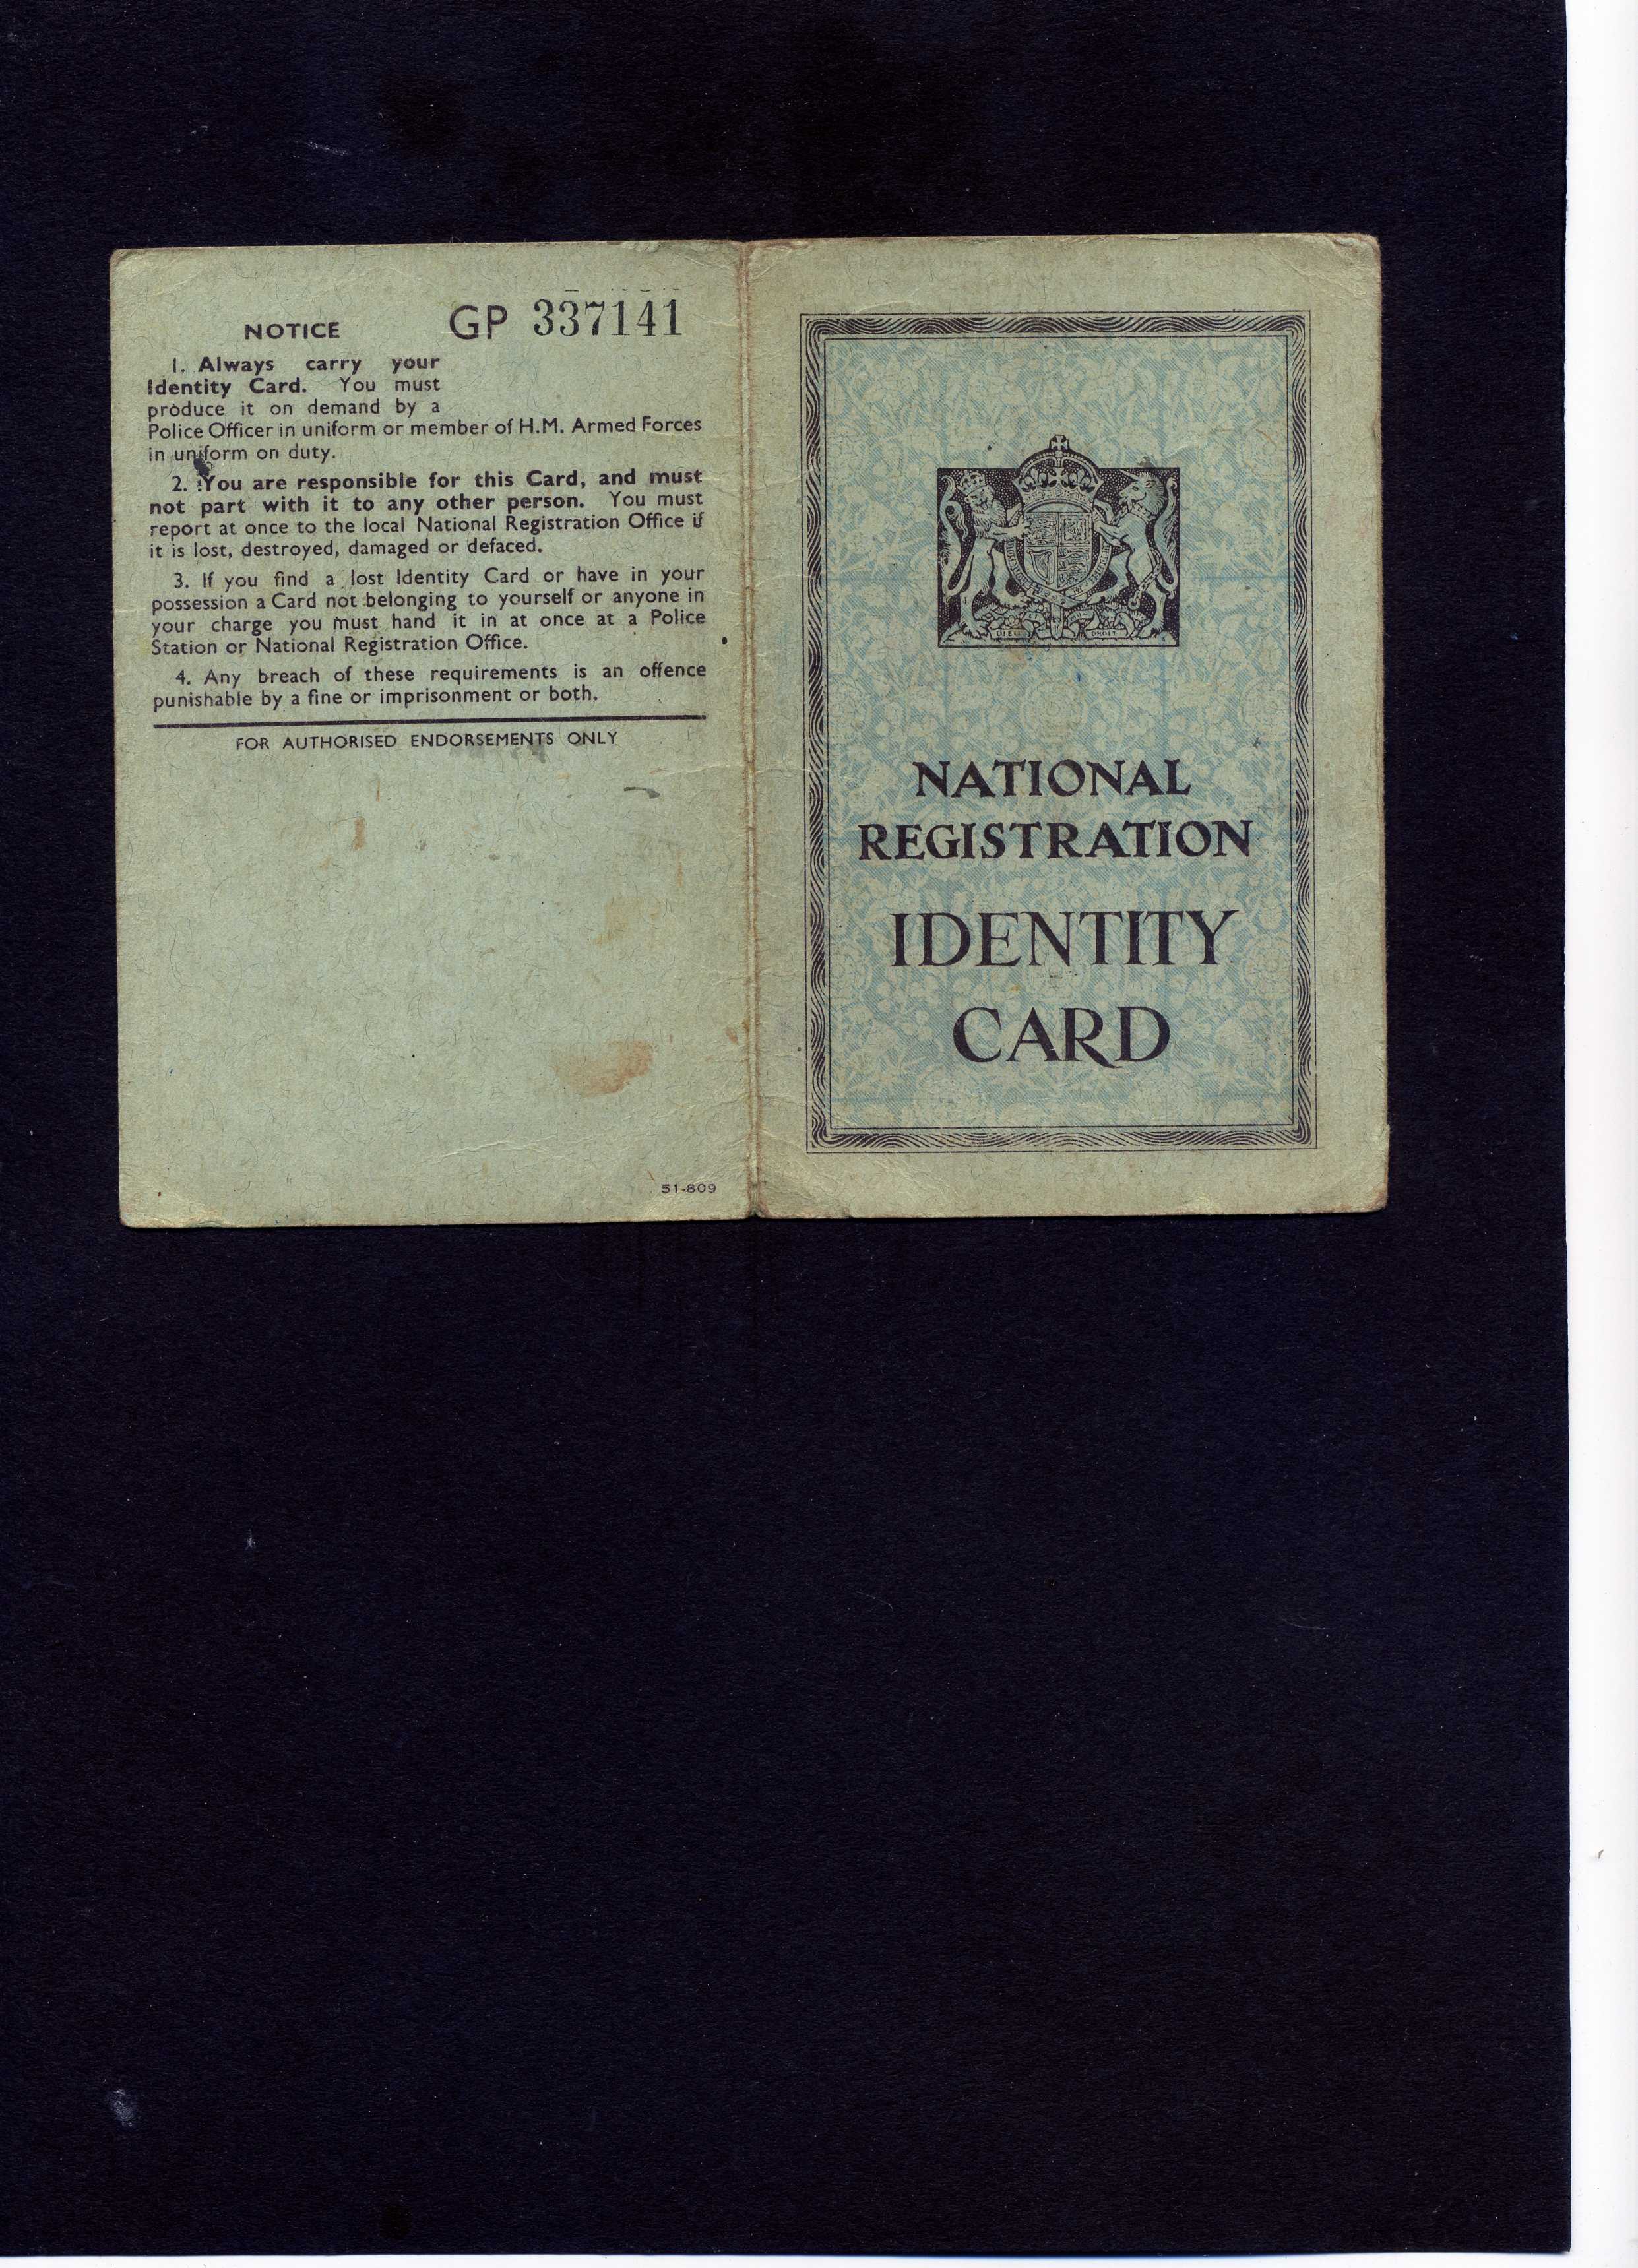 NOTICE
GP 337141
1. Always carry your
Identity Card. You must
produce it on demand by a
Police Officer in uniform or member of H.M. Armed Forces
in uniform on duty.
2. You are responsible for this Card, and must
not part with it to any other person. You must
report at once to the local National Registration Office if
it is lost, destroyed, damaged or defaced.
3. If you find a lost Identity Card or have in your
possession a Card not belonging to yourself or anyone in
your charge you must hand it in at once at a Police
Station or National Registration Office.
4. Any breach of these requirements is an offence
punishable by a fine or imprisonment or both.
FOR AUTHORISED ENDORSEMENTS ONLY
51-809
DIEU DROIT
NATIONAL
REGISTRATION
IDENTITY
CARD